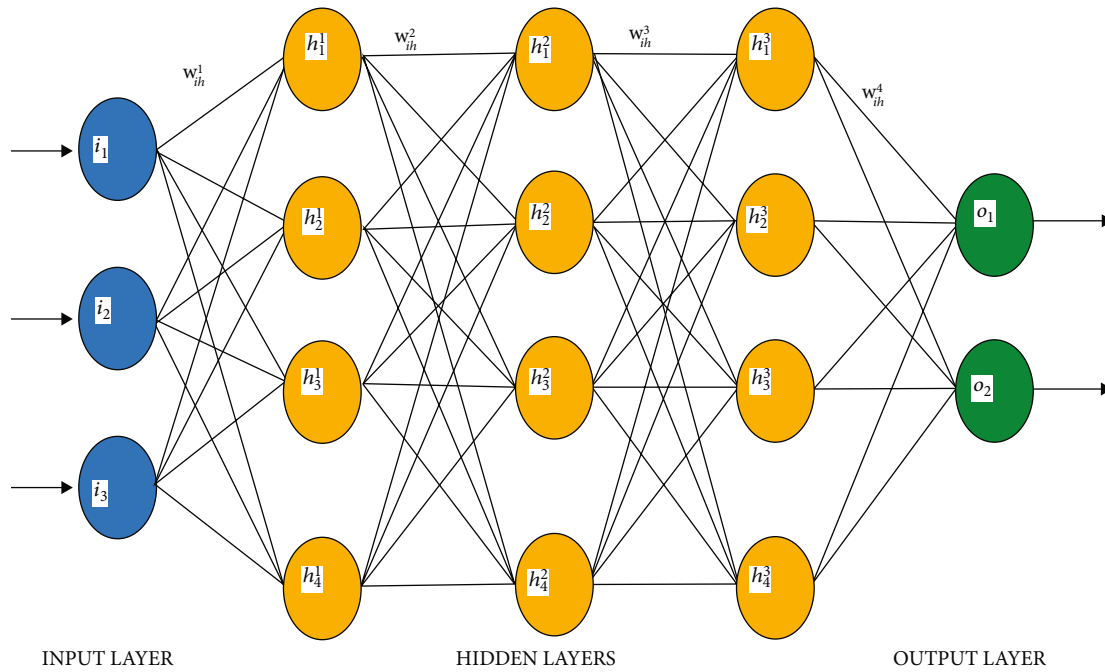 w¹ᵢₕ
w²ᵢₕ
w³ᵢₕ
w⁴ᵢₕ
i₁
i₂
i₃
h¹₁
h¹₂
h¹₃
h¹₄
h²₁
h²₂
h²₃
h²₄
h³₁
h³₂
h³₃
h³₄
o₁
o₂
INPUT LAYER
HIDDEN LAYERS
OUTPUT LAYER